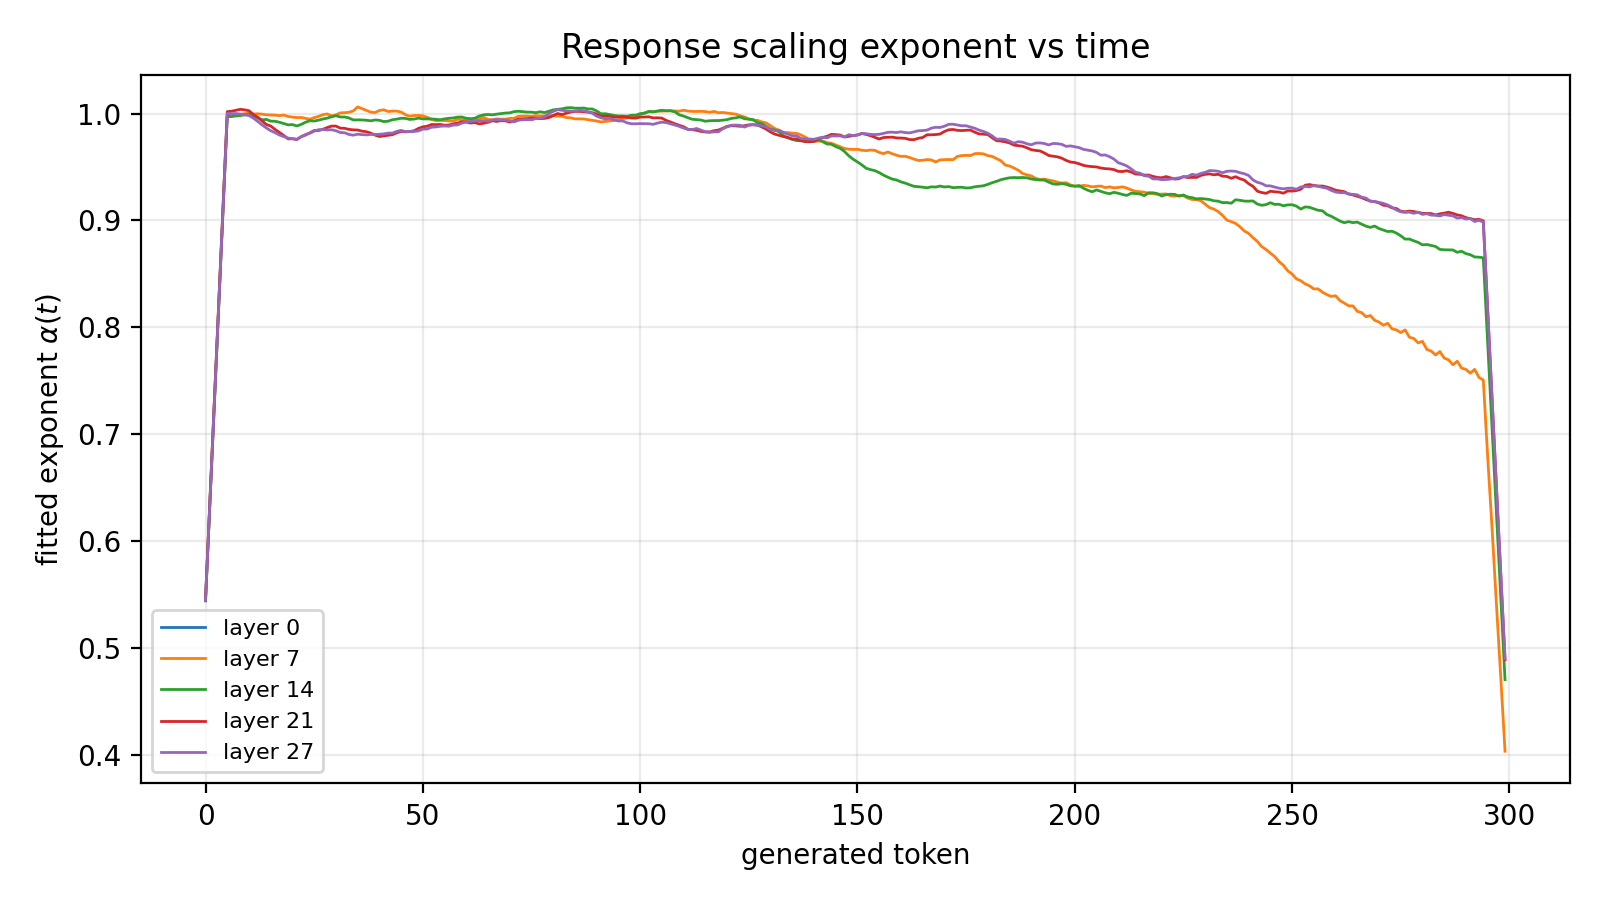 Response scaling exponent vs time
fitted exponent α(t)
1.0
0.9
0.8
0.7
0.6
0.5
0.4
layer 0
layer 7
layer 14
layer 21
layer 27
0 50 100 150 200 250 300
generated token